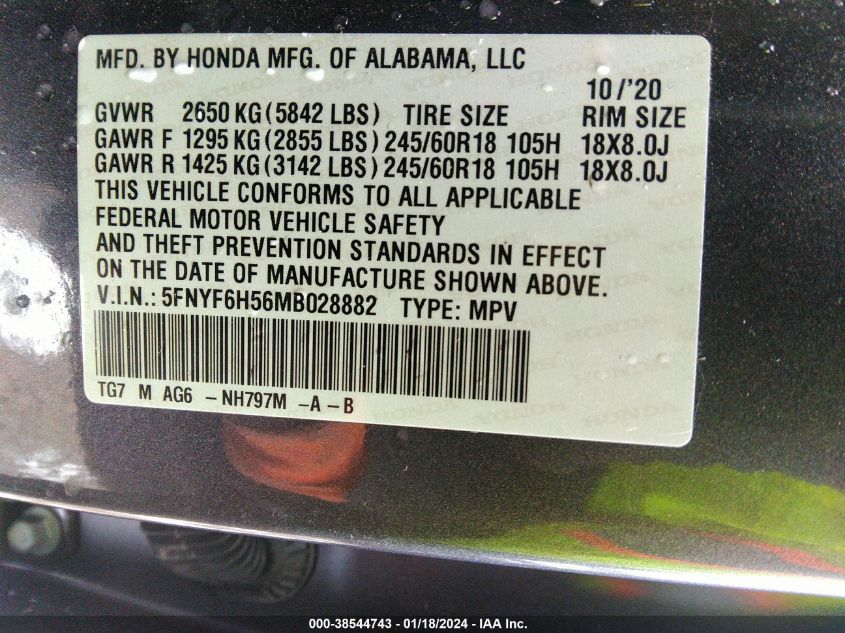 MFD. BY HONDA MFG. OF ALABAMA, LLC
10/'20
GVWR 2650 KG (5842 LBS) TIRE SIZE RIM SIZE
GAWR F 1295 KG (2855 LBS) 245/60R18 105H 18X8.0J
GAWR R 1425 KG (3142 LBS) 245/60R18 105H 18X8.0J
THIS VEHICLE CONFORMS TO ALL APPLICABLE
FEDERAL MOTOR VEHICLE SAFETY
AND THEFT PREVENTION STANDARDS IN EFFECT
ON THE DATE OF MANUFACTURE SHOWN ABOVE.
V.I.N.: 5FNYF6H56MB028882 TYPE: MPV
TG7 M AG6 - NH797M - A - B
000-38544743 - 01/18/2024 - IAA Inc.